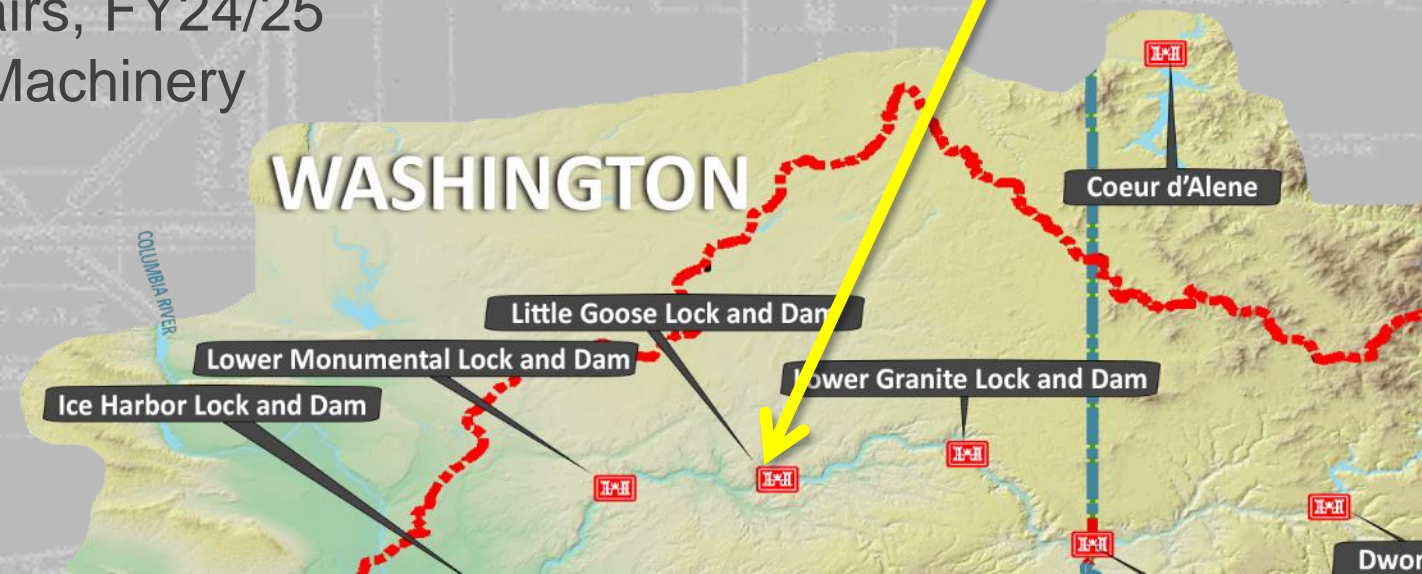 airs, FY24/25
Machinery
WASHINGTON
Coeur d'Alene
COLUMBIA RIVER
Little Goose Lock and Dam
Lower Monumental Lock and Dam
Lower Granite Lock and Dam
Ice Harbor Lock and Dam
Dwor